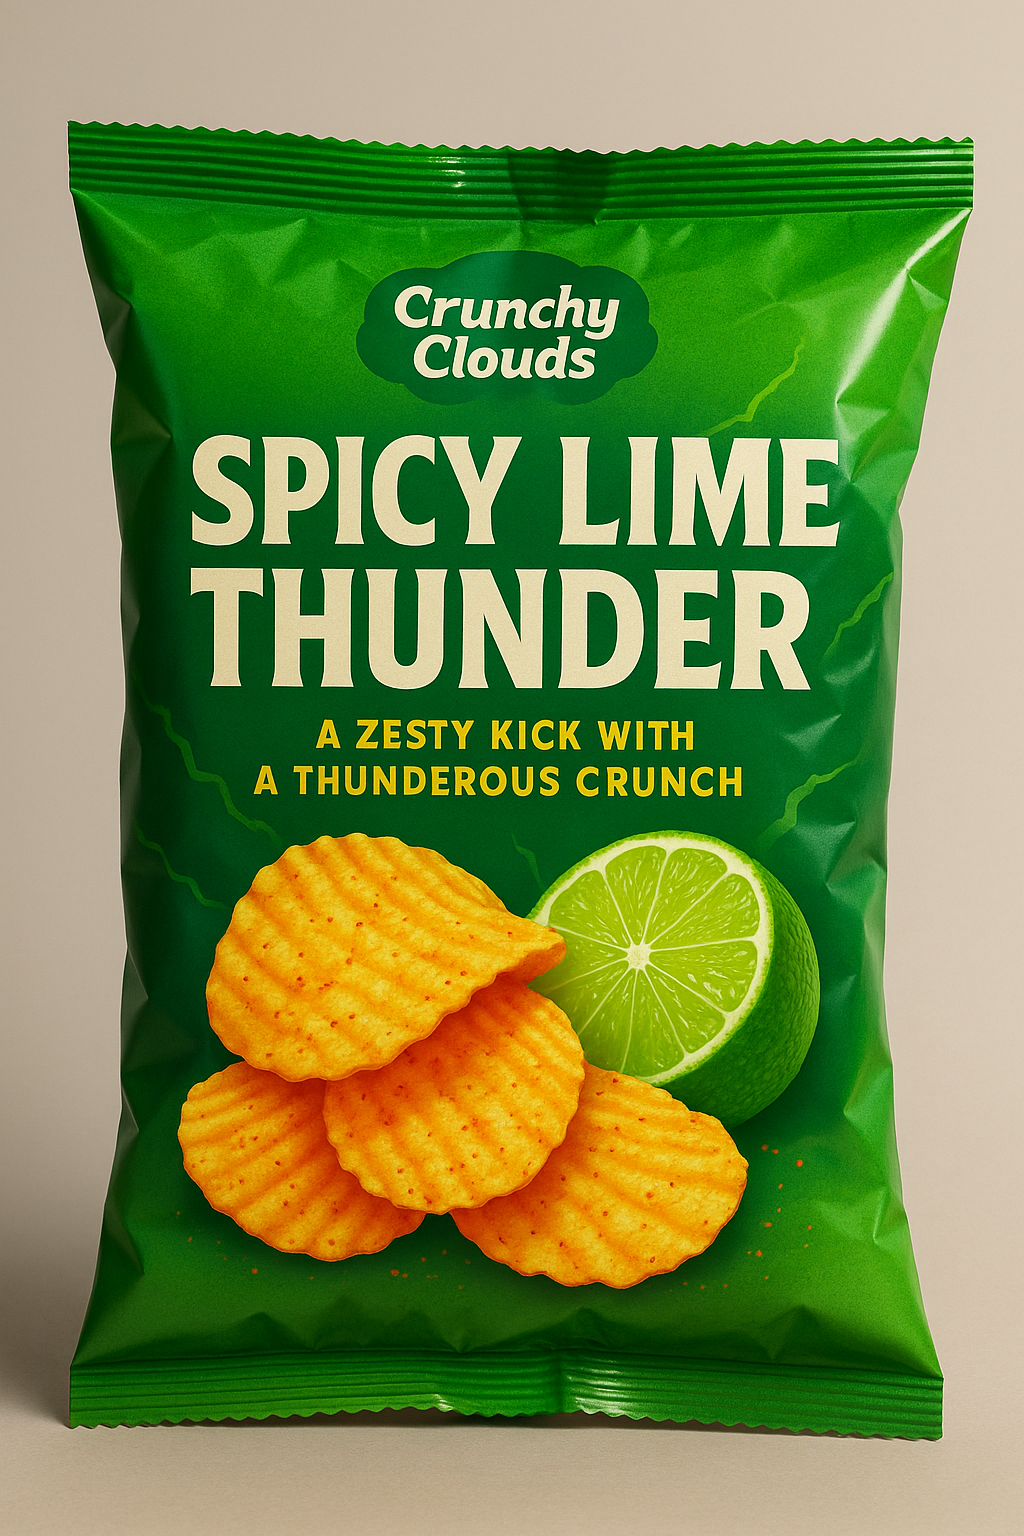 Crunchy
Clouds
SPICY LIME
THUNDER
A ZESTY KICK WITH
A THUNDEROUS CRUNCH